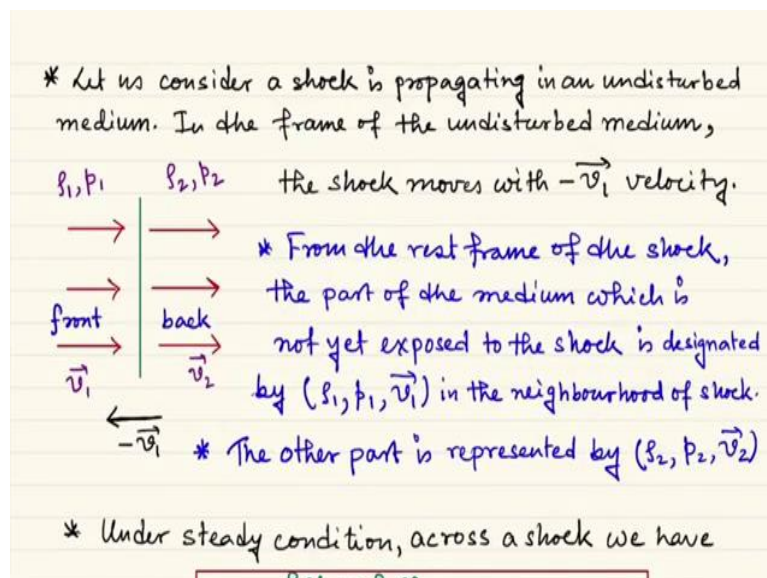 * Let us consider a shock is propagating in an undisturbed
medium. In the frame of the undisturbed medium,
ρ₁, p₁ ρ₂, p₂ the shock moves with -v⃗₁ velocity.
* From the rest frame of the shock,
the part of the medium which is
front back not yet exposed to the shock is designated
v⃗₁ v⃗₂ by (ρ₁, p₁, v⃗₁) in the neighbourhood of shock.
-v⃗₁ * The other part is represented by (ρ₂, p₂, v⃗₂)
* Under steady condition, across a shock we have